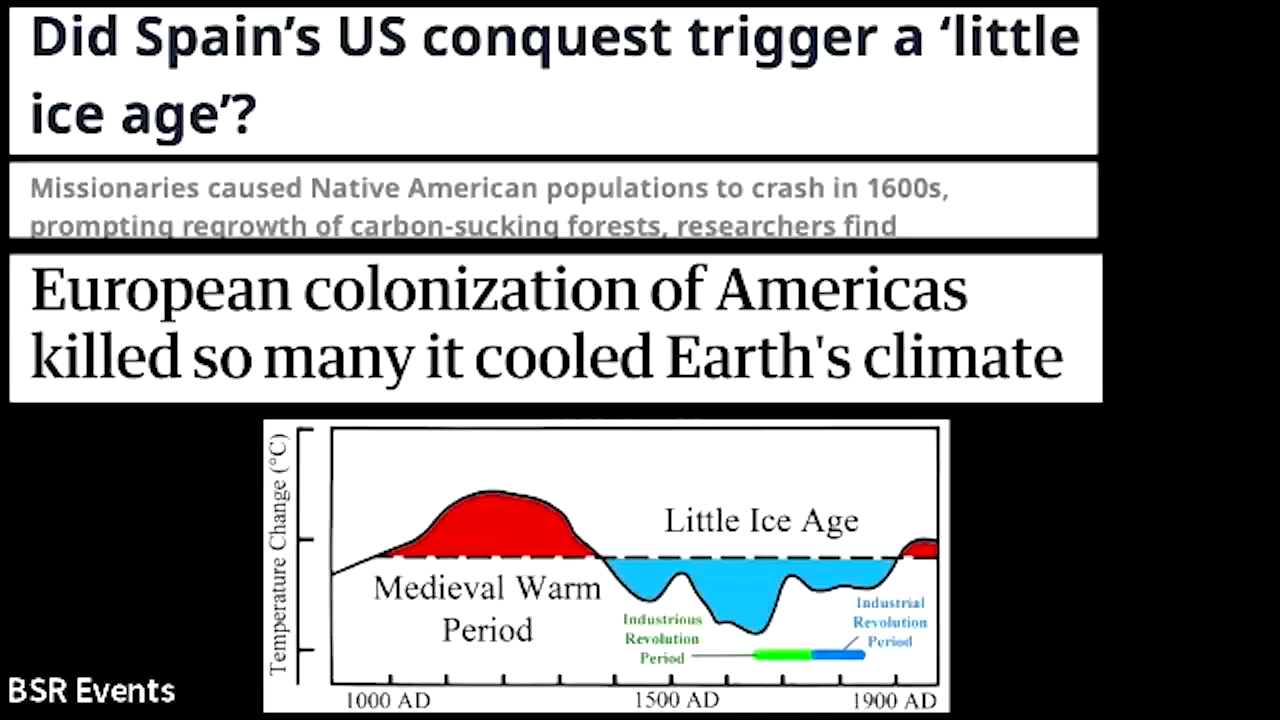 Did Spain's US conquest trigger a ‘little
ice age’?
Missionaries caused Native American populations to crash in 1600s,
prompting regrowth of carbon-sucking forests, researchers find
European colonization of Americas
killed so many it cooled Earth's climate
Temperature Change (°C)
Little Ice Age
Medieval Warm
Period
Industrious
Revolution
Period
Industrial
Revolution
Period
1000 AD
1500 AD
1900 AD
BSR Events